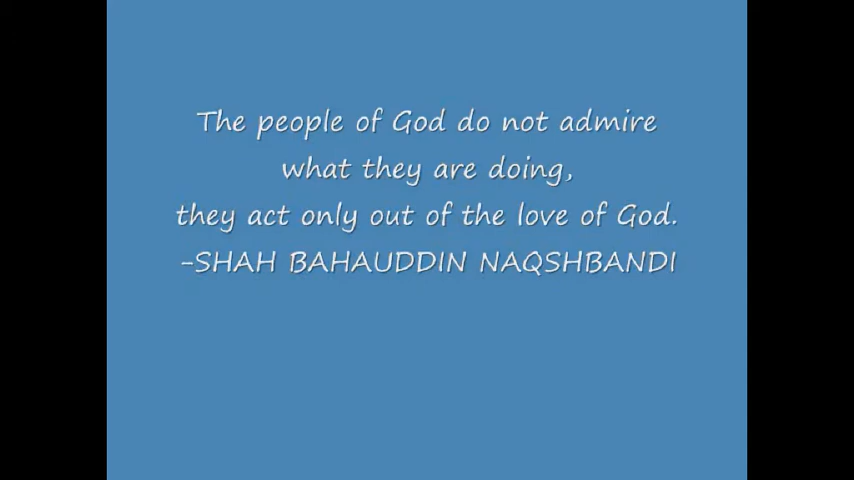 The people of God do not admire
what they are doing,
they act only out of the love of God.
-SHAH BAHAUDDIN NAQSHBANDI